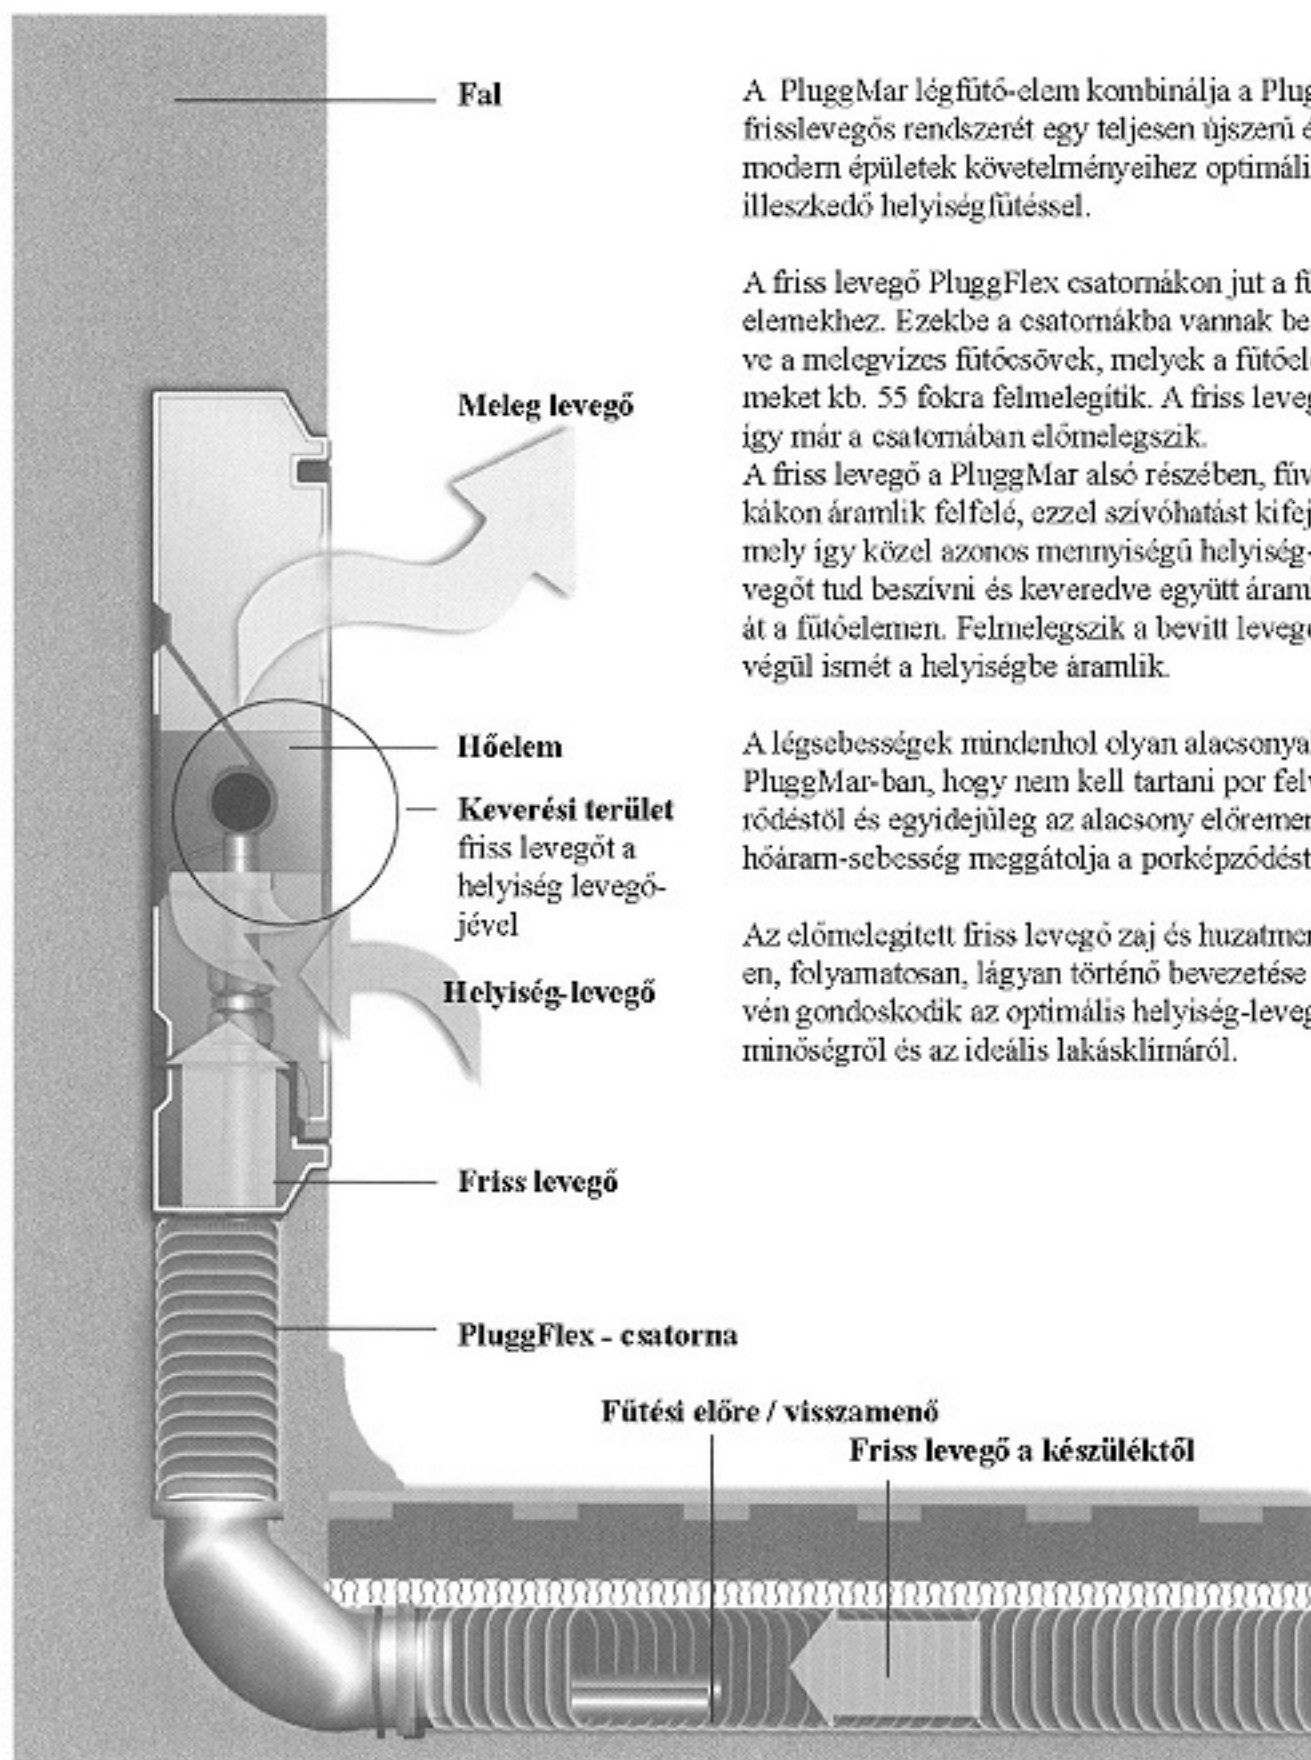 Fal
Meleg levegő
Hőelem
Keverési terület
friss levegőt a
helyiség levegő-
jével
Helyiség-levegő
Friss levegő
PluggFlex - csatorna
Fűtési előre / visszamenő
Friss levegő a készüléktől
A PluggMar légfűtő-elem kombinálja a Plug
frisslevegős rendszerét egy teljesen újszerű é
modern épületek követelményeihez optimális
illeszkedő helyiségfűtéssel.
A friss levegő PluggFlex csatornákon jut a fű
elemekhez. Ezekbe a csatornákba vannak be
ve a melegvizes fűtőcsövek, melyek a fűtőele
meket kb. 55 fokra felmelegítik. A friss leveg
így már a csatornában előmelegszik.
A friss levegő a PluggMar alsó részében, fúv
kákon áramlik felfelé, ezzel szívóhatást kifej
mely így közel azonos mennyiségű helyiség-
vegőt tud beszívni és keveredve együtt áram
át a fűtőelemen. Felmelegszik a bevitt levegő
végül ismét a helyiségbe áramlik.
A légsebességek mindenhol olyan alacsonyak
PluggMar-ban, hogy nem kell tartani por felv
rődéstől és egyidejűleg az alacsony előremen
hőáram-sebesség meggátolja a porképződést
Az előmelegített friss levegő zaj és huzatmen
en, folyamatosan, lágyan történő bevezetése
vén gondoskodik az optimális helyiség-leveg
minőségről és az ideális lakásklímáról.